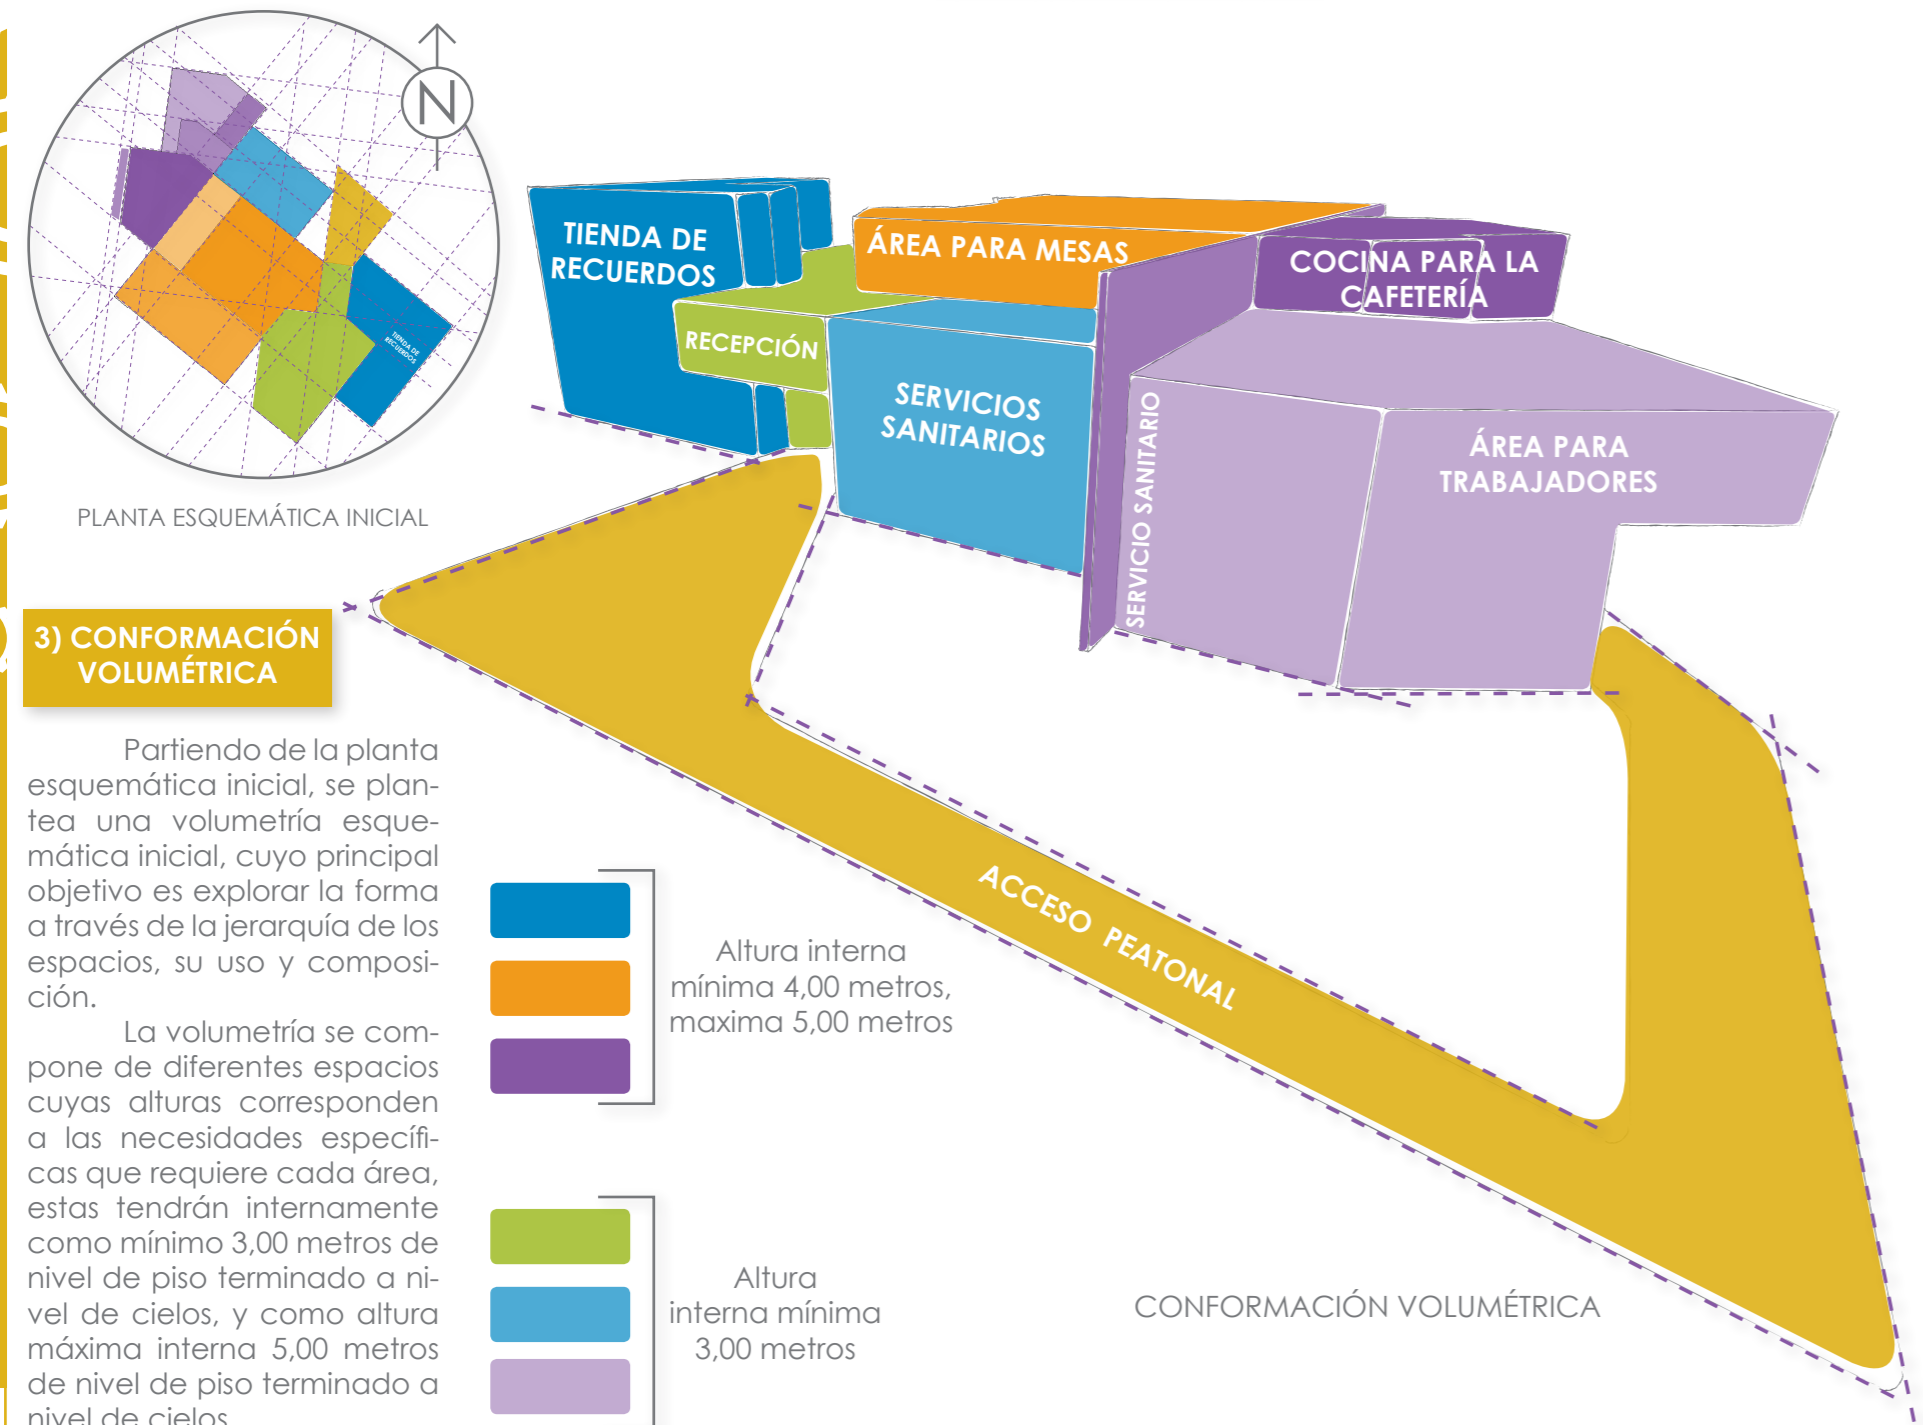 N
TIENDA DE
RECUERDOS
PLANTA ESQUEMÁTICA INICIAL
TIENDA DE
RECUERDOS
ÁREA PARA MESAS
COCINA PARA LA
CAFETERÍA
RECEPCIÓN
SERVICIOS
SANITARIOS
SERVICIO SANITARIO
ÁREA PARA
TRABAJADORES
ACCESO PEATONAL
3) CONFORMACIÓN
VOLUMÉTRICA
Partiendo de la planta
esquemática inicial, se plan-
tea una volumetría esque-
mática inicial, cuyo principal
objetivo es explorar la forma
a través de la jerarquía de los
espacios, su uso y composi-
ción.
La volumetría se com-
pone de diferentes espacios
cuyas alturas corresponden
a las necesidades específi-
cas que requiere cada área,
estas tendrán internamente
como mínimo 3,00 metros de
nivel de piso terminado a ni-
vel de cielos, y como altura
máxima interna 5,00 metros
de nivel de piso terminado a
nivel de cielos
Altura interna
mínima 4,00 metros,
maxima 5,00 metros
Altura
interna mínima
3,00 metros
CONFORMACIÓN VOLUMÉTRICA